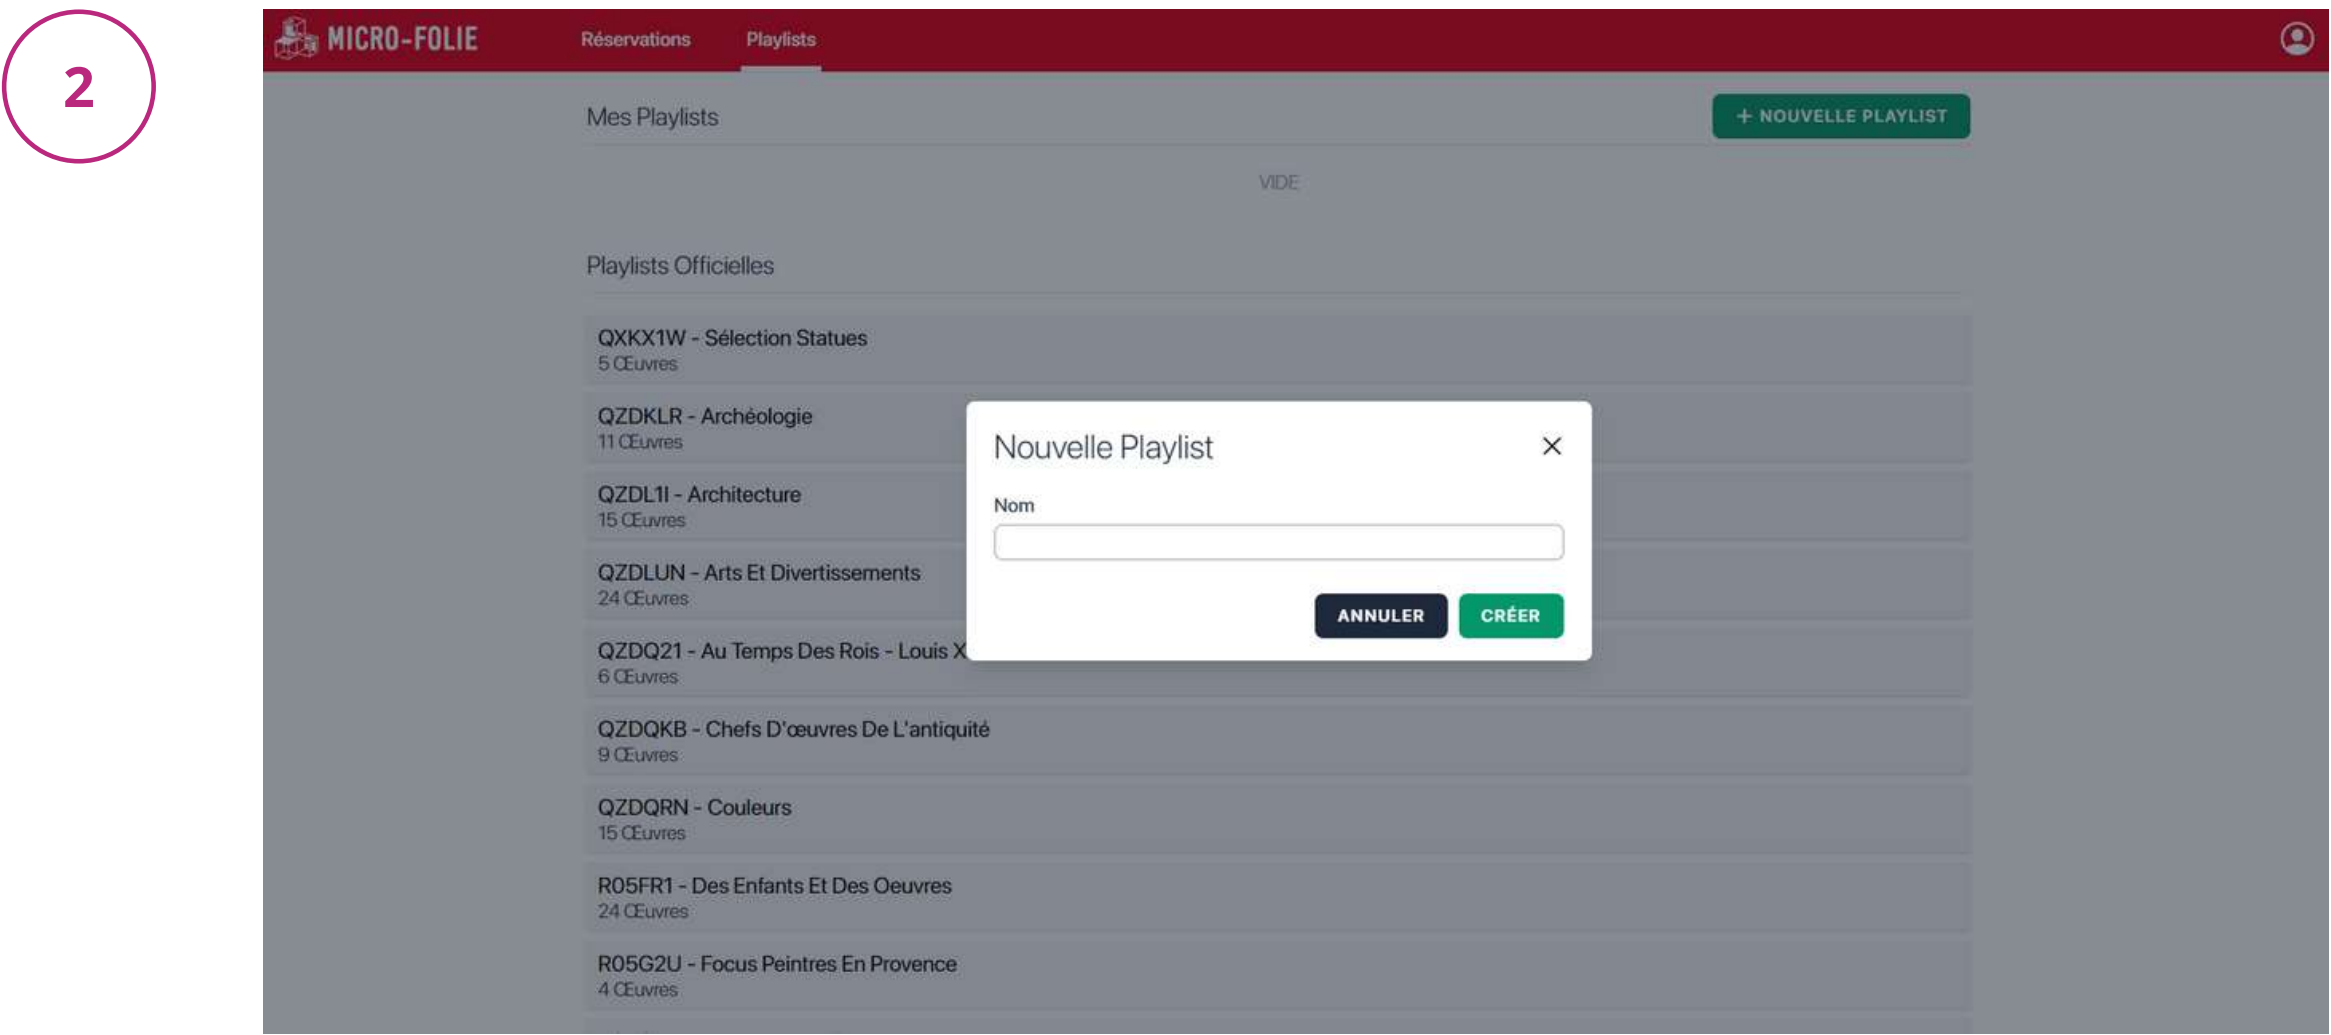 2
MICRO-FOLIE
Réservations
Playlists
Mes Playlists
+ NOUVELLE PLAYLIST
VIDE
Playlists Officielles
QXKX1W - Sélection Statues
5 Œuvres
QZDKLR - Archéologie
11 Œuvres
QZDL1I - Architecture
15 Œuvres
QZDLUN - Arts Et Divertissements
24 Œuvres
QZDQ21 - Au Temps Des Rois - Louis X
6 Œuvres
QZDQKB - Chefs D'œuvres De L'antiquité
9 Œuvres
QZDQRN - Couleurs
15 Œuvres
R05FR1 - Des Enfants Et Des Oeuvres
24 Œuvres
R05G2U - Focus Peintres En Provence
4 Œuvres
Nouvelle Playlist
Nom
ANNULER
CRÉER